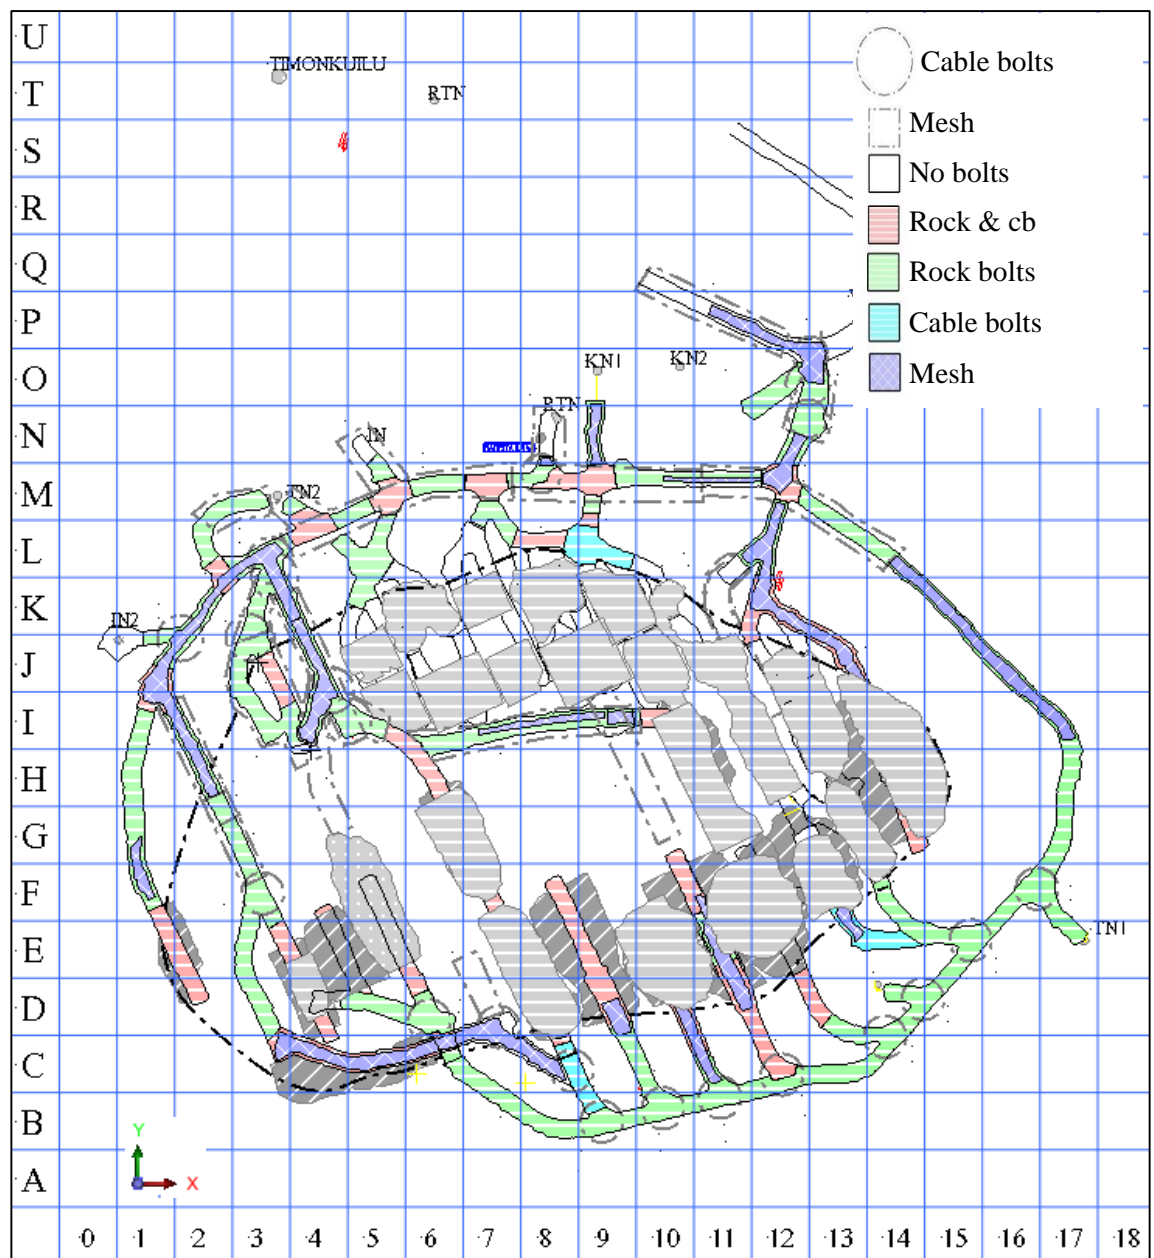 U
TIMONKUILU
Cable bolts
T
RTN
Mesh
S
No bolts
R
Rock & cb
Q
Rock bolts
P
Cable bolts
KN1
KN2
Mesh
O
RTN
N
IN
M
TN2
L
K
IN2
J
I
H
G
F
E
TN1
D
C
B
Y
A
X
0 1 2 3 4 5 6 7 8 9 10 11 12 13 14 15 16 17 18